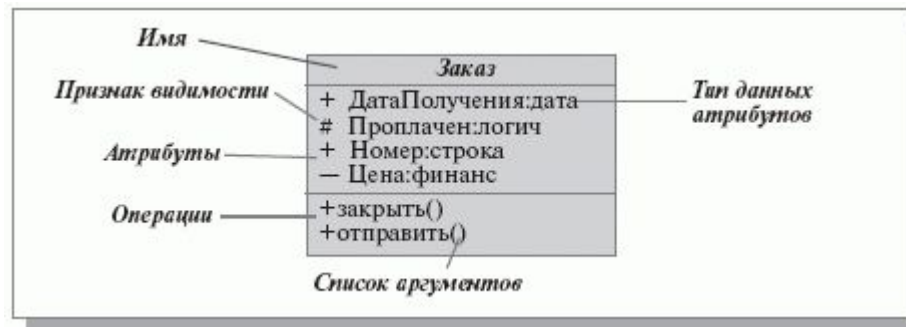 Имя
Заказ
Признак видимости
+ ДатаПолучения:дата
Тип данных
атрибутов
# Проплачен:логич
Атрибуты
+ Номер:строка
— Цена:финанс
Операции
+закрыть()
+отправить()
Список аргументов